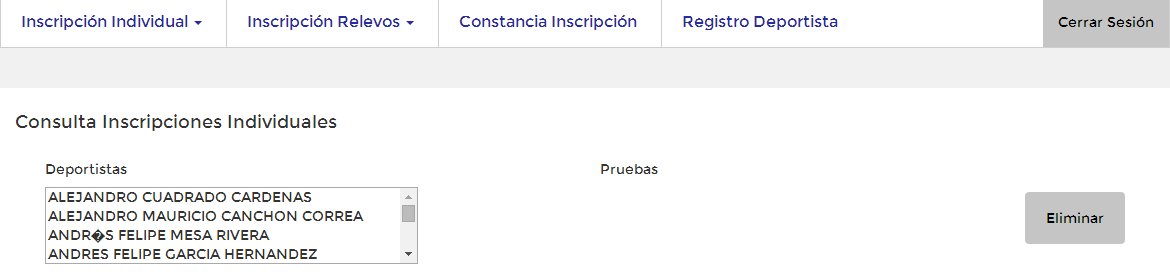 Inscripción Individual Inscripción Relevos Constancia Inscripción Registro Deportista Cerrar Sesión
Consulta Inscripciones Individuales
Deportistas Pruebas
ALEJANDRO CUADRADO CARDENAS
ALEJANDRO MAURICIO CANCHON CORREA
ANDR�S FELIPE MESA RIVERA
Eliminar
ANDRES FELIPE GARCIA HERNANDEZ